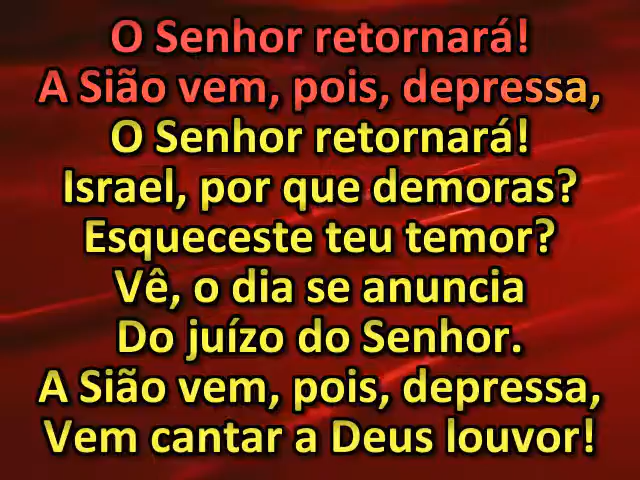 O Senhor retornará!
A Sião vem, pois, depressa,
O Senhor retornará!
Israel, por que demoras?
Esqueceste teu temor?
Vê, o dia se anuncia
Do juízo do Senhor.
A Sião vem, pois, depressa,
Vem cantar a Deus louvor!